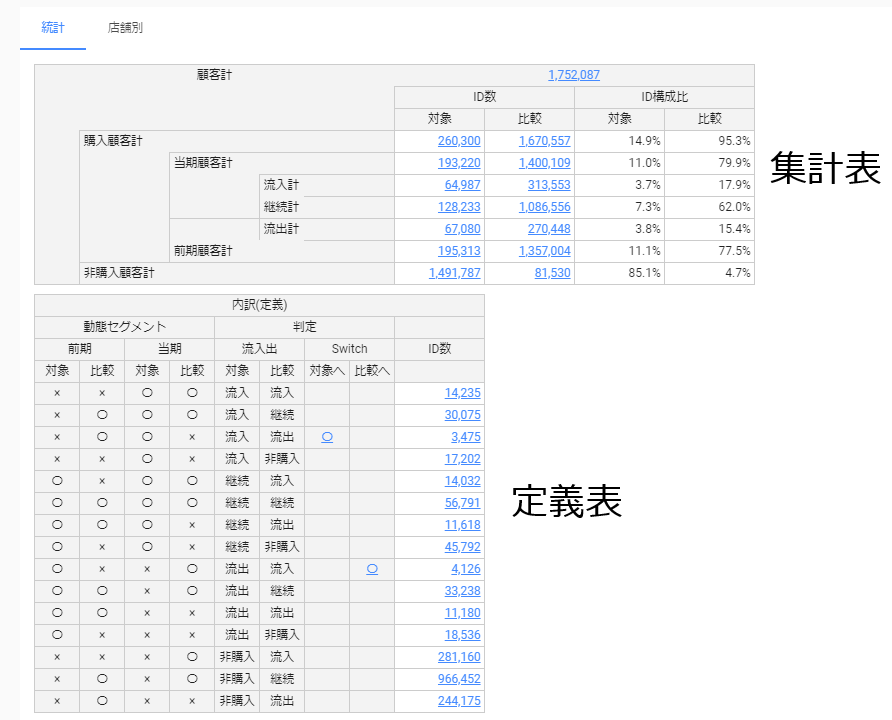 統計 店舗別
顧客計 1,752,087
ID数 ID構成比
対象 比較 対象 比較
購入顧客計 260,300 1,670,557 14.9% 95.3%
当期顧客計 193,220 1,400,109 11.0% 79.9%
集計表
流入計 64,987 313,553 3.7% 17.9%
継続計 128,233 1,086,556 7.3% 62.0%
流出計 67,080 270,448 3.8% 15.4%
前期顧客計 195,313 1,357,004 11.1% 77.5%
非購入顧客計 1,491,787 81,530 85.1% 4.7%
内訳(定義)
動態セグメント 判定
前期 当期 流入出 Switch ID数
対象 比較 対象 比較 対象 比較 対象へ 比較へ
× × 〇 〇 流入 流入 14,235
× 〇 〇 〇 流入 継続 30,075
× 〇 〇 × 流入 流出 〇 3,475
× × 〇 × 流入 非購入 17,202
〇 × 〇 〇 継続 流入 14,032
〇 〇 〇 〇 継続 継続 56,791
定義表
〇 〇 〇 × 継続 流出 11,618
〇 × 〇 × 継続 非購入 45,792
〇 × × 〇 流出 流入 〇 4,126
〇 〇 × 〇 流出 継続 33,238
〇 〇 × × 流出 流出 11,180
〇 × × × 流出 非購入 18,536
× × × 〇 非購入 流入 281,160
× 〇 × 〇 非購入 継続 966,452
× 〇 × × 非購入 流出 244,175